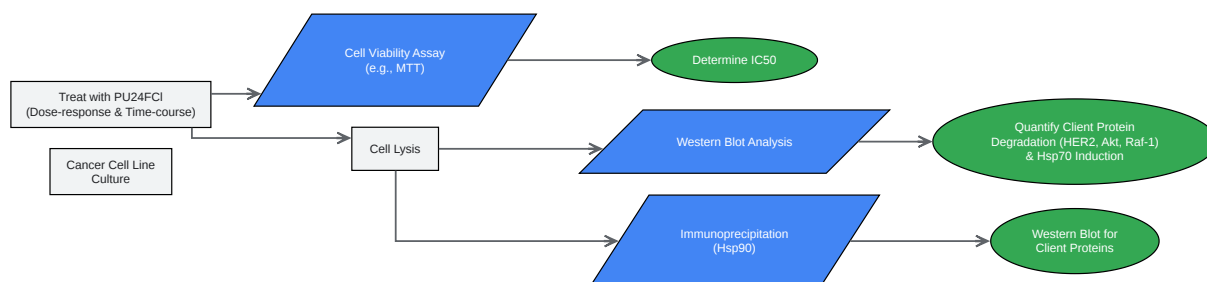 Treat with PU24FCl
(Dose-response & Time-course)
Cancer Cell Line
Culture
Cell Viability Assay
(e.g., MTT)
Determine IC50
Cell Lysis
Western Blot Analysis
Quantify Client Protein
Degradation (HER2, Akt, Raf-1)
& Hsp70 Induction
Immunoprecipitation
(Hsp90)
Western Blot for
Client Proteins